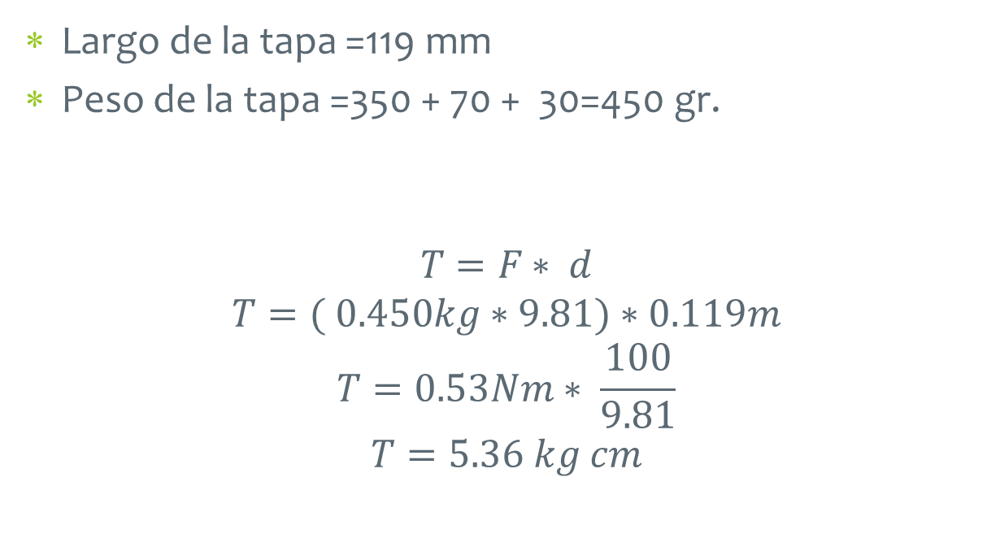 * Largo de la tapa =119 mm
* Peso de la tapa =350 + 70 + 30=450 gr.
T = F * d
T = ( 0.450kg * 9.81) * 0.119m
T = 0.53Nm * 100/9.81
T = 5.36 kg cm